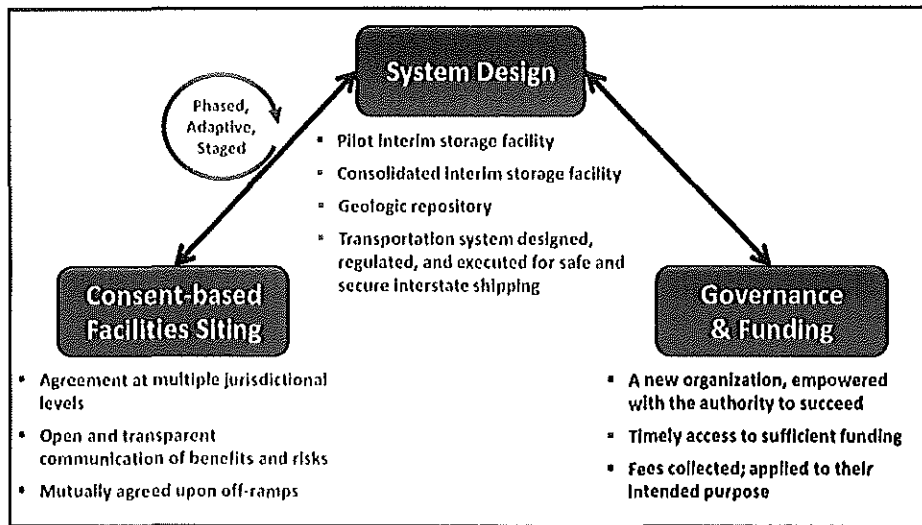 System Design
Phased,
Adaptive,
Staged
▪ Pilot interim storage facility
▪ Consolidated interim storage facility
▪ Geologic repository
▪ Transportation system designed,
regulated, and executed for safe and
secure interstate shipping
Consent-based
Facilities Siting
▪ Agreement at multiple jurisdictional
levels
▪ Open and transparent
communication of benefits and risks
▪ Mutually agreed upon off-ramps
Governance
& Funding
▪ A new organization, empowered
with the authority to succeed
▪ Timely access to sufficient funding
▪ Fees collected; applied to their
intended purpose